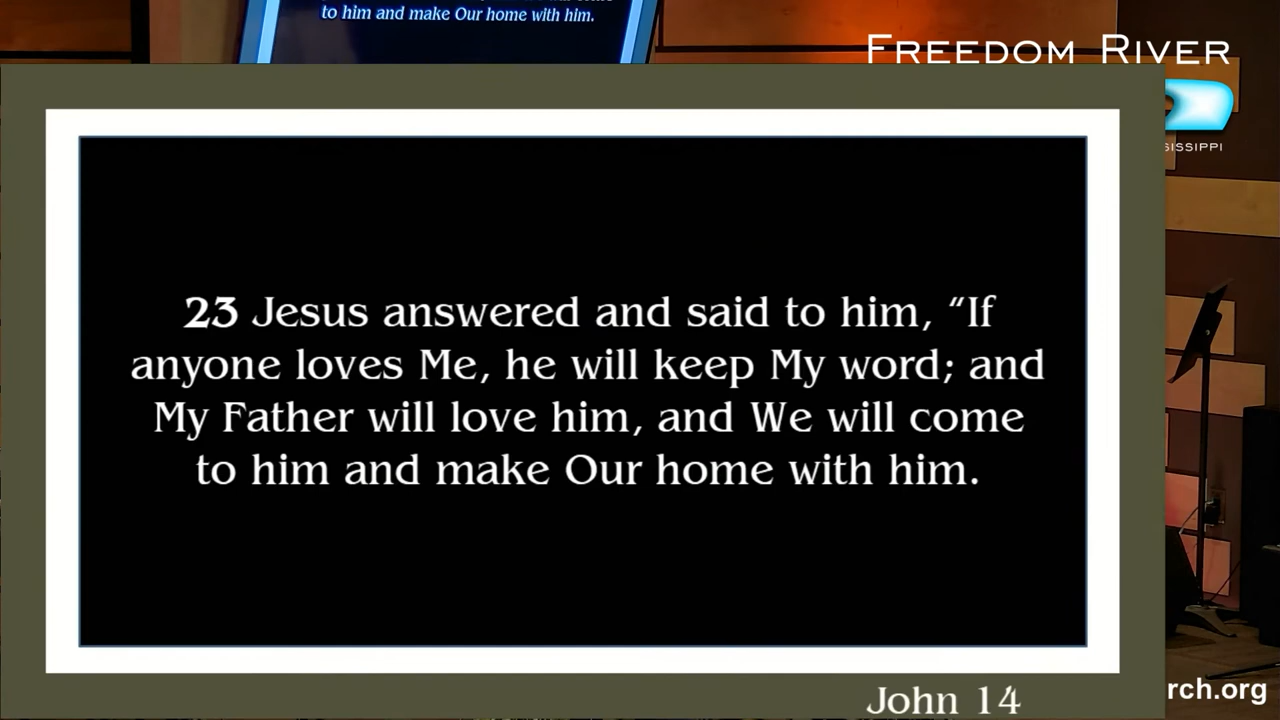 to him and make Our home with him.
FREEDOM RIVER
SISSIPPI
23 Jesus answered and said to him, “If
anyone loves Me, he will keep My word; and
My Father will love him, and We will come
to him and make Our home with him.
John 14
rch.org